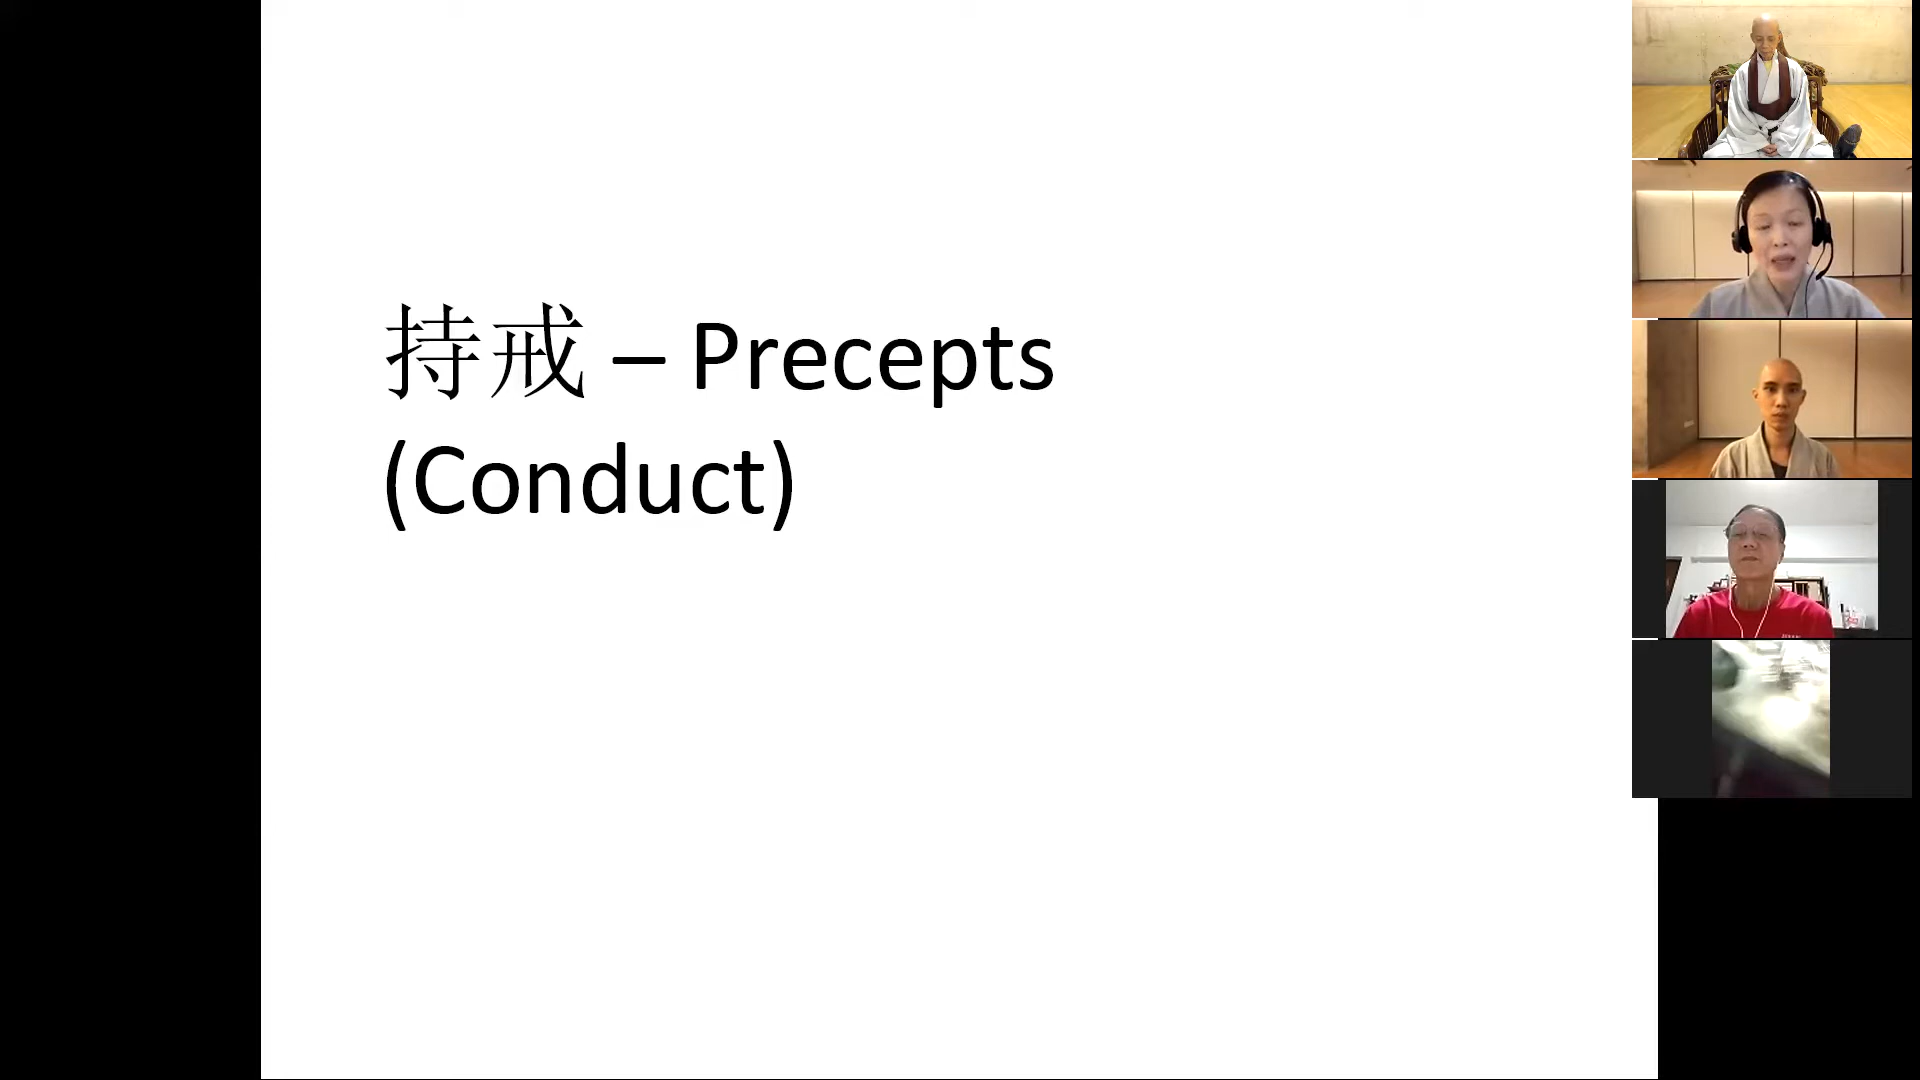 持戒 – Precepts
(Conduct)